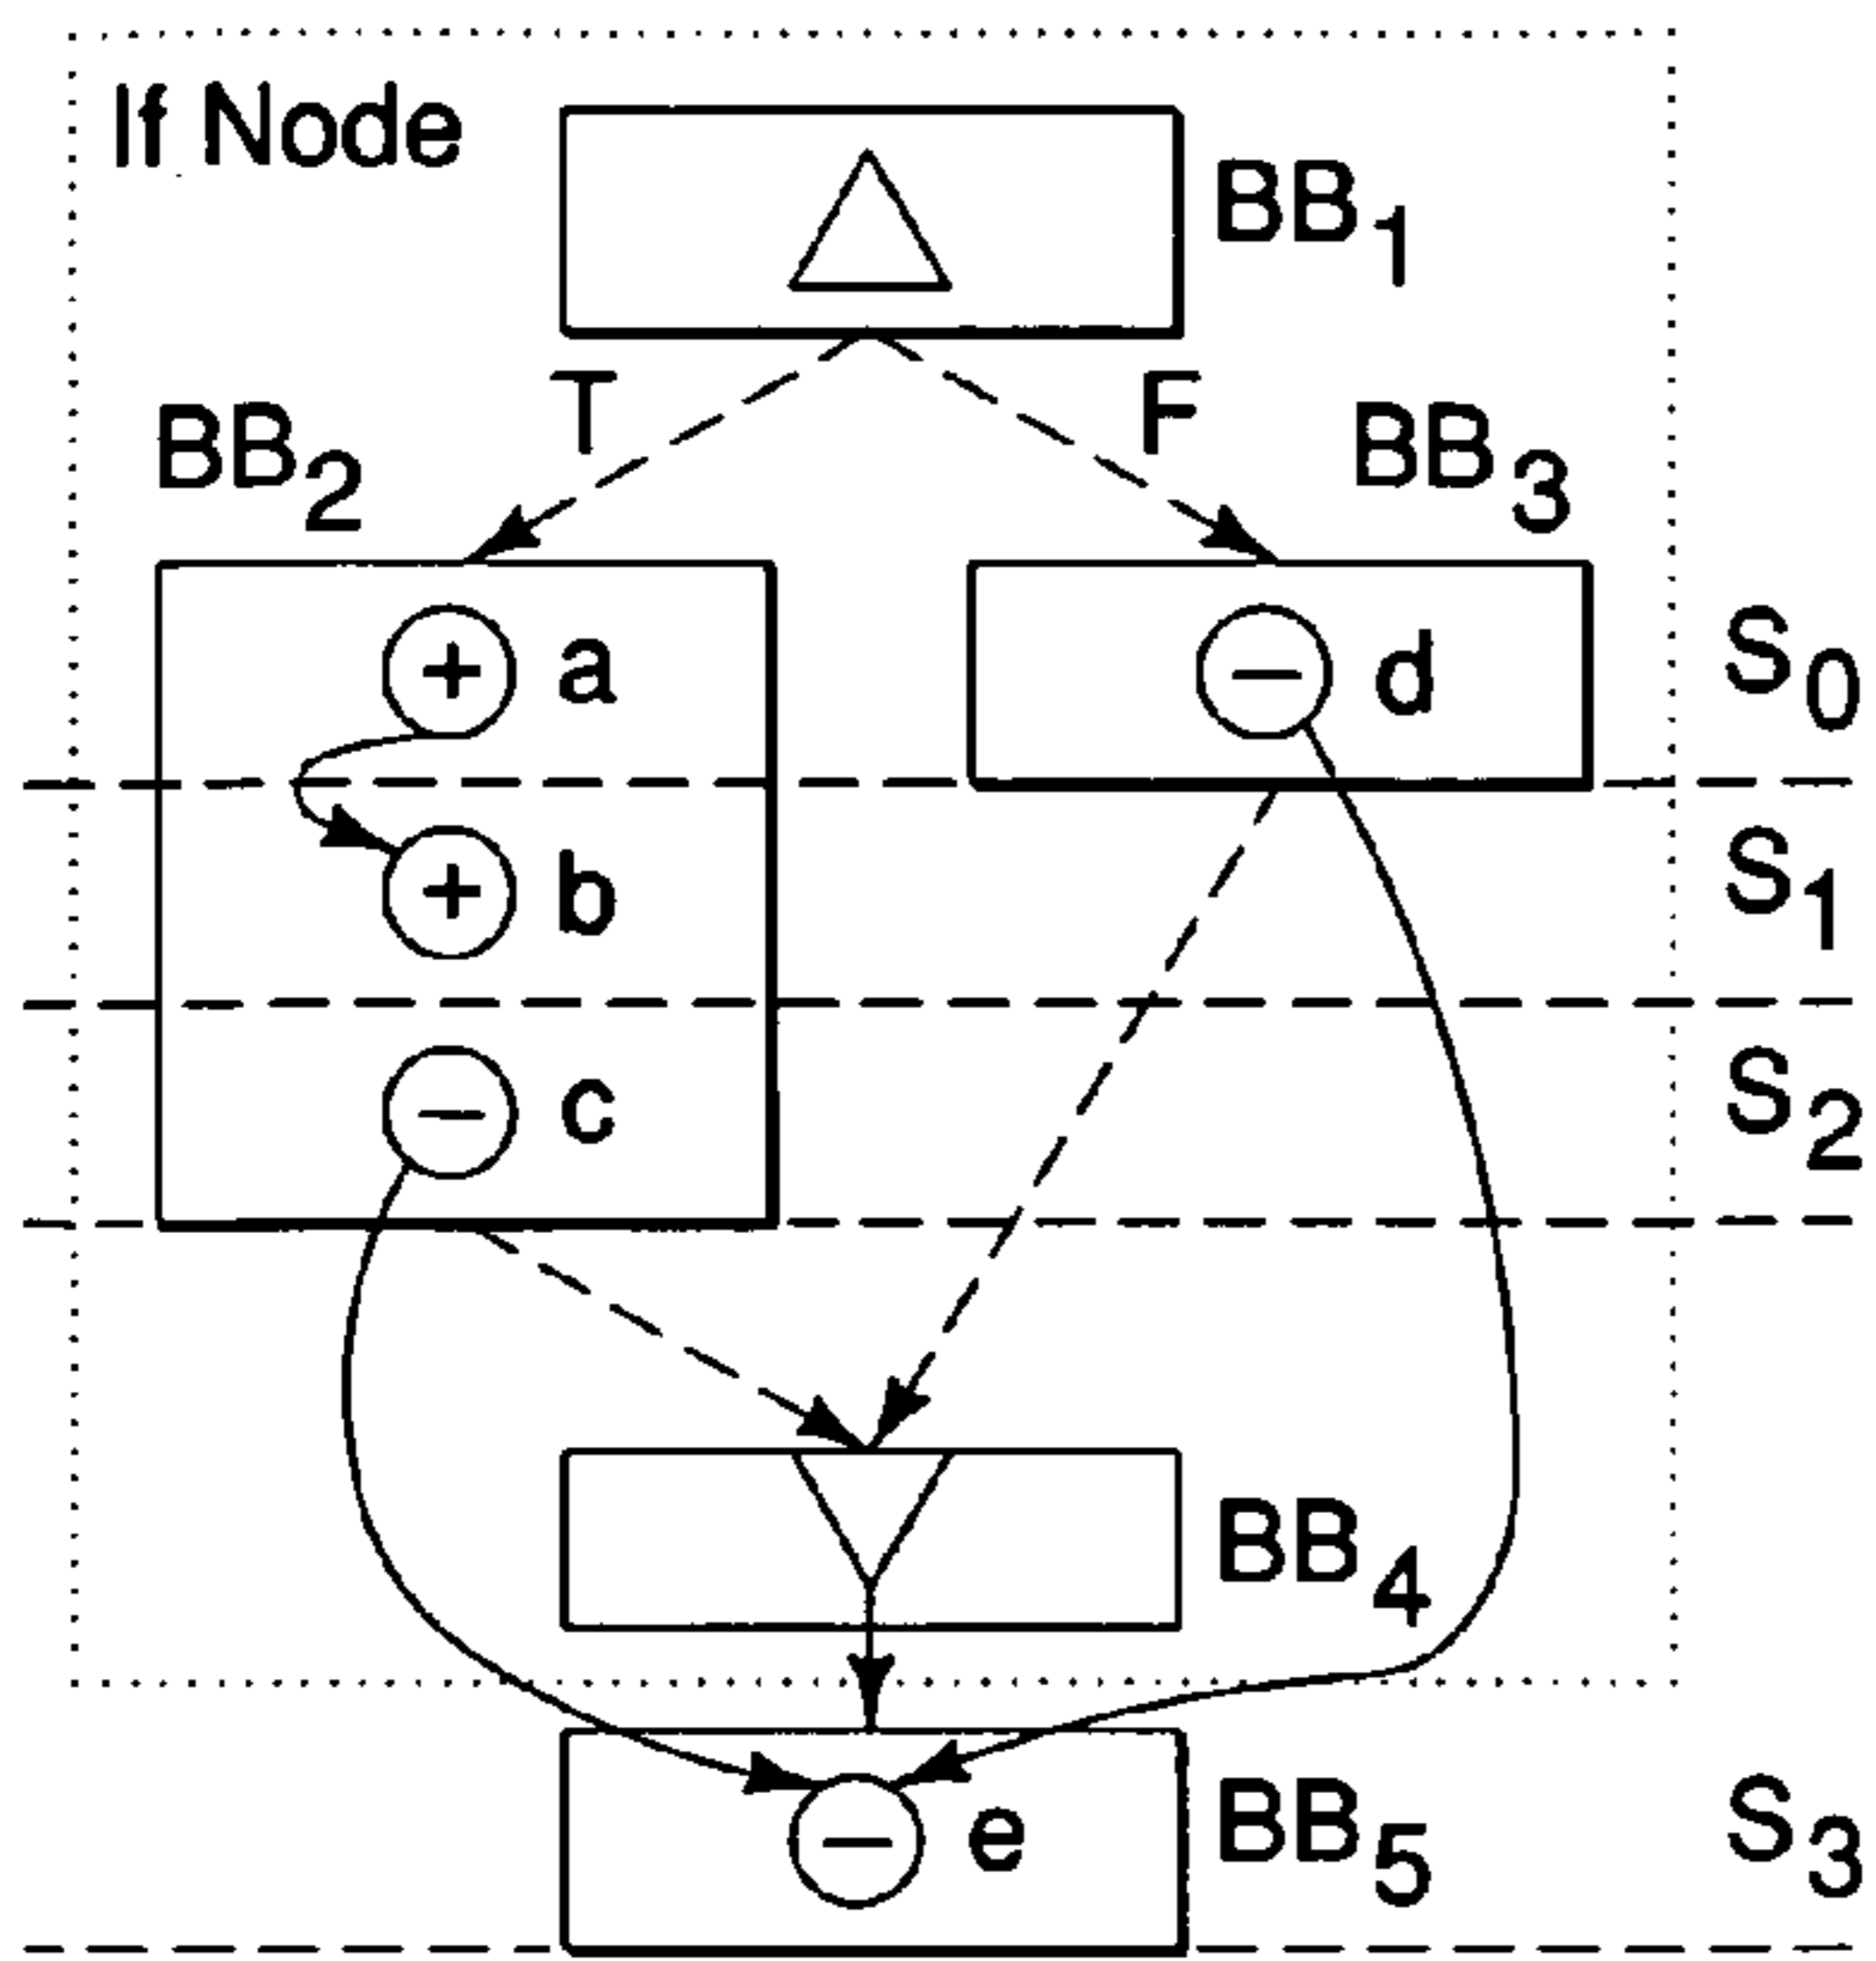 If Node
BB1
T F
BB2 BB3
+ a − d S0
+ b S1
− c S2
BB4
− e BB5 S3